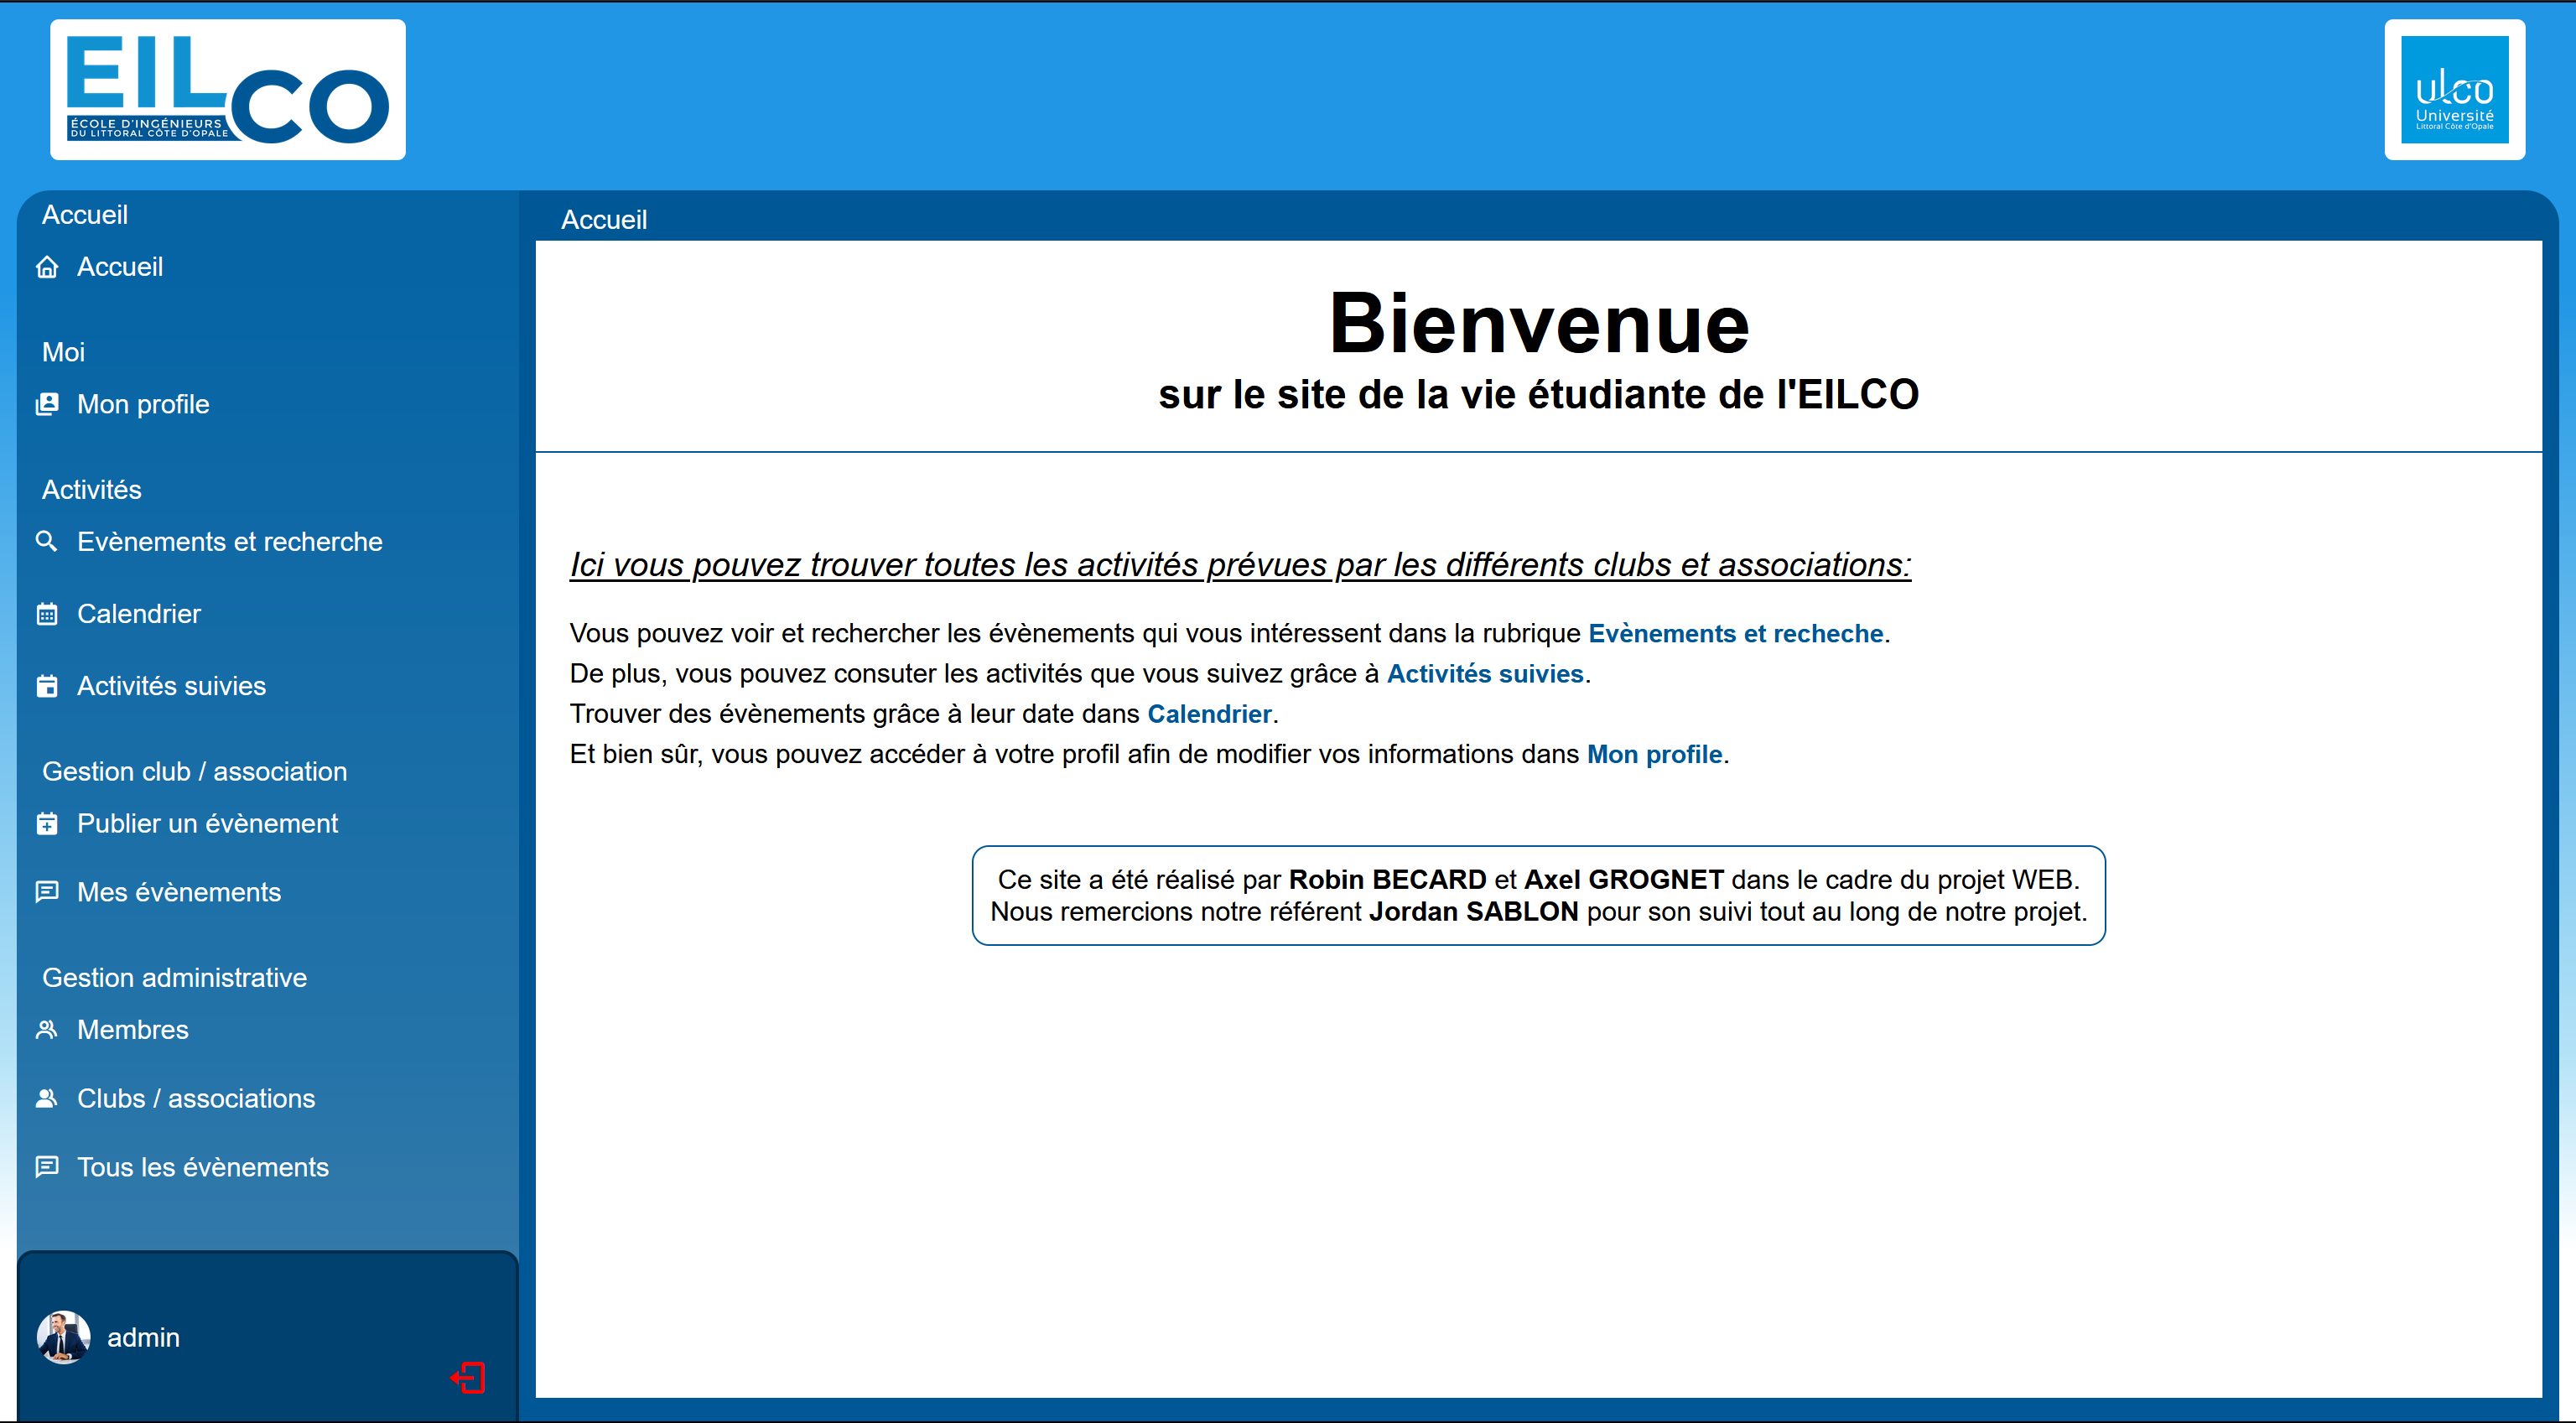 EILCO
ÉCOLE D'INGÉNIEURS
DU LITTORAL CÔTE D'OPALE
ulco
Université
Littoral Côte d'Opale
Accueil
Accueil
Moi
Mon profile
Activités
Evènements et recherche
Calendrier
Activités suivies
Gestion club / association
Publier un évènement
Mes évènements
Gestion administrative
Membres
Clubs / associations
Tous les évènements
admin
Accueil
Bienvenue
sur le site de la vie étudiante de l'EILCO
Ici vous pouvez trouver toutes les activités prévues par les différents clubs et associations:
Vous pouvez voir et rechercher les évènements qui vous intéressent dans la rubrique Evènements et recheche.
De plus, vous pouvez consuter les activités que vous suivez grâce à Activités suivies.
Trouver des évènements grâce à leur date dans Calendrier.
Et bien sûr, vous pouvez accéder à votre profil afin de modifier vos informations dans Mon profile.
Ce site a été réalisé par Robin BECARD et Axel GROGNET dans le cadre du projet WEB.
Nous remercions notre référent Jordan SABLON pour son suivi tout au long de notre projet.